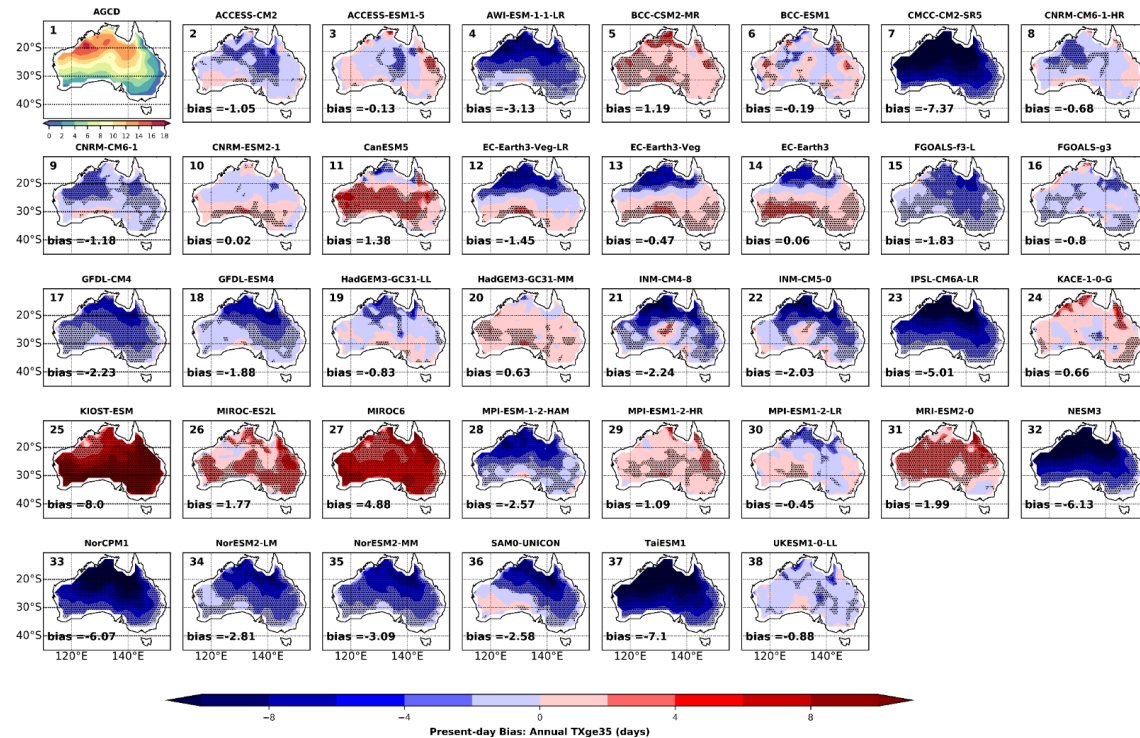 AGCD ACCESS-CM2 ACCESS-ESM1-5 AWI-ESM-1-1-LR BCC-CSM2-MR BCC-ESM1 CMCC-CM2-SR5 CNRM-CM6-1-HR
1 2 3 4 5 6 7 8
20°S
30°S
40°S
bias =-1.05 bias =-0.13 bias =-3.13 bias =1.19 bias =-0.19 bias =-7.37 bias =-0.68
0 2 4 6 8 10 12 14 16 18
CNRM-CM6-1 CNRM-ESM2-1 CanESM5 EC-Earth3-Veg-LR EC-Earth3-Veg EC-Earth3 FGOALS-f3-L FGOALS-g3
9 10 11 12 13 14 15 16
20°S
30°S
40°S
bias =-1.18 bias =0.02 bias =1.38 bias =-1.45 bias =-0.47 bias =0.06 bias =-1.83 bias =-0.8
GFDL-CM4 GFDL-ESM4 HadGEM3-GC31-LL HadGEM3-GC31-MM INM-CM4-8 INM-CM5-0 IPSL-CM6A-LR KACE-1-0-G
17 18 19 20 21 22 23 24
20°S
30°S
40°S
bias =-2.23 bias =-1.88 bias =-0.83 bias =0.63 bias =-2.24 bias =-2.03 bias =-5.01 bias =0.66
KIOST-ESM MIROC-ES2L MIROC6 MPI-ESM-1-2-HAM MPI-ESM1-2-HR MPI-ESM1-2-LR MRI-ESM2-0 NESM3
25 26 27 28 29 30 31 32
20°S
30°S
40°S
bias =8.0 bias =1.77 bias =4.88 bias =-2.57 bias =1.09 bias =-0.45 bias =1.99 bias =-6.13
NorCPM1 NorESM2-LM NorESM2-MM SAM0-UNICON TaiESM1 UKESM1-0-LL
33 34 35 36 37 38
20°S
30°S
40°S
bias =-6.07 bias =-2.81 bias =-3.09 bias =-2.58 bias =-7.1 bias =-0.88
120°E 140°E 120°E 140°E 120°E 140°E 120°E 140°E 120°E 140°E 120°E 140°E
−8 −4 0 4 8
Present-day Bias: Annual TXge35 (days)